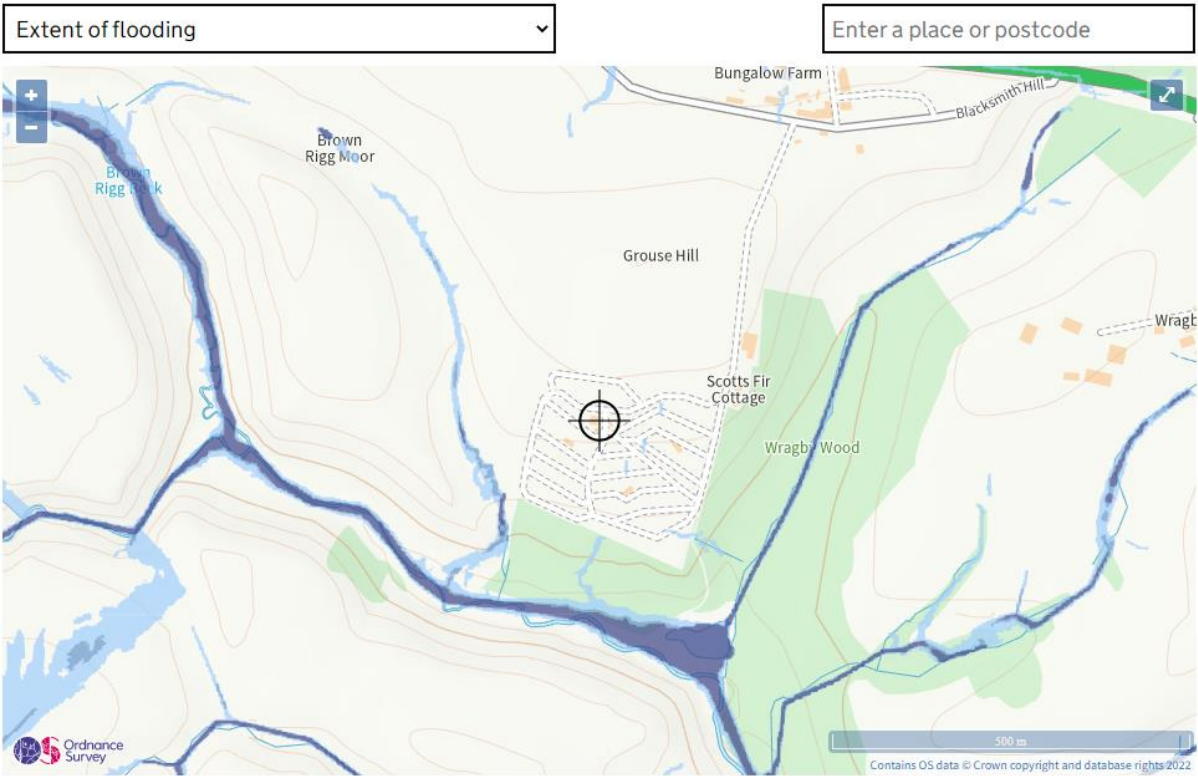 Extent of flooding
Enter a place or postcode
+
−
Bungalow Farm
Blacksmith Hill
Brown
Rigg Moor
Brown
Rigg Beck
Grouse Hill
Wragb
Scotts Fir
Cottage
Wragby Wood
Ordnance
Survey
500 m
Contains OS data © Crown copyright and database rights 2022